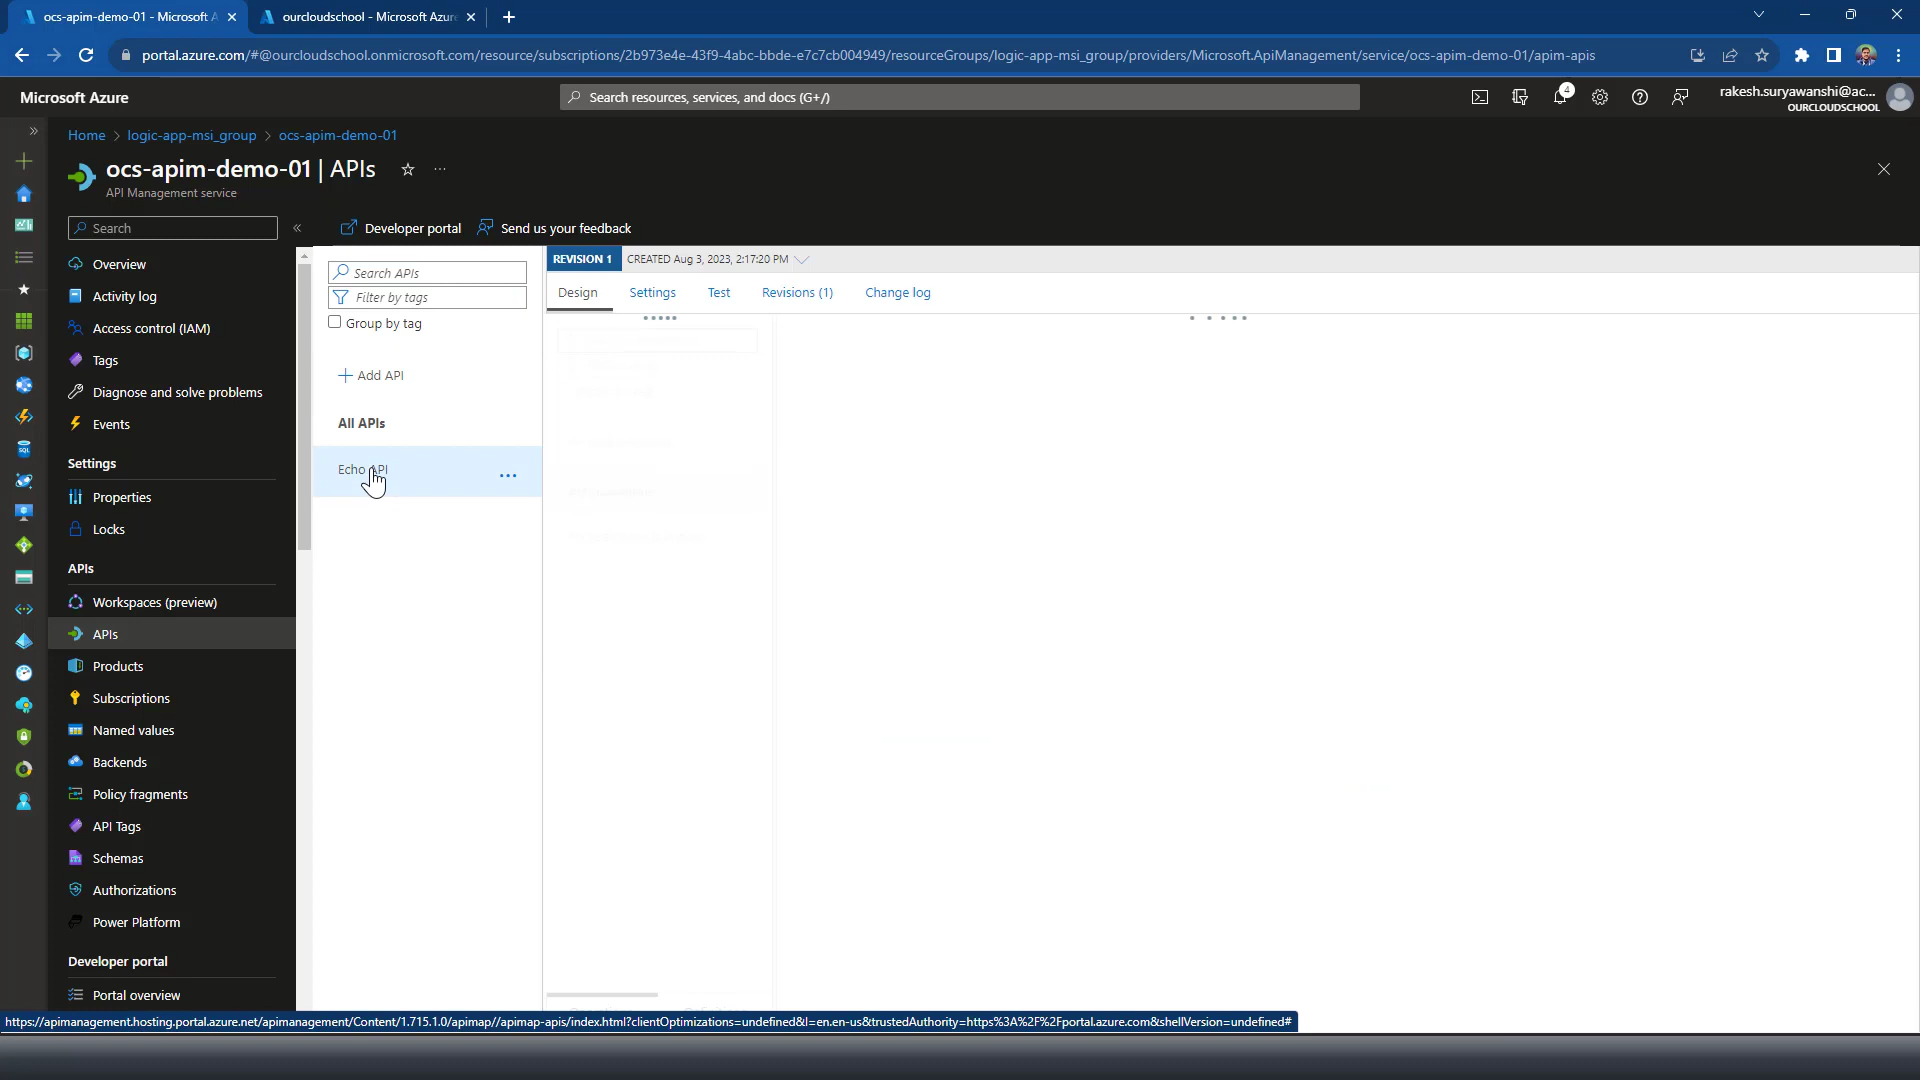 ocs-apim-demo-01 - Microsoft A
ourcloudschool - Microsoft Azure
portal.azure.com/#@ourcloudschool.onmicrosoft.com/resource/subscriptions/2b973e4e-43f9-4abc-bbde-e7c7cb004949/resourceGroups/logic-app-msi_group/providers/Microsoft.ApiManagement/service/ocs-apim-demo-01/apim-apis
Microsoft Azure
Search resources, services, and docs (G+/)
4
rakesh.suryawanshi@ac...
OURCLOUDSCHOOL
Home > logic-app-msi_group > ocs-apim-demo-01
ocs-apim-demo-01 | APIs
API Management service
Search
Developer portal
Send us your feedback
Overview
Activity log
Access control (IAM)
Tags
Diagnose and solve problems
Events
Settings
Properties
Locks
APIs
Workspaces (preview)
APIs
Products
Subscriptions
Named values
Backends
Policy fragments
API Tags
Schemas
Authorizations
Power Platform
Developer portal
Portal overview
Search APIs
Filter by tags
Group by tag
Add API
All APIs
Echo API
REVISION 1
CREATED Aug 3, 2023, 2:17:20 PM
Design
Settings
Test
Revisions (1)
Change log
https://apimanagement.hosting.portal.azure.net/apimanagement/Content/1.715.1.0/apimap//apimap-apis/index.html?clientOptimizations=undefined&l=en.en-us&trustedAuthority=https%3A%2F%2Fportal.azure.com&shellVersion=undefined#